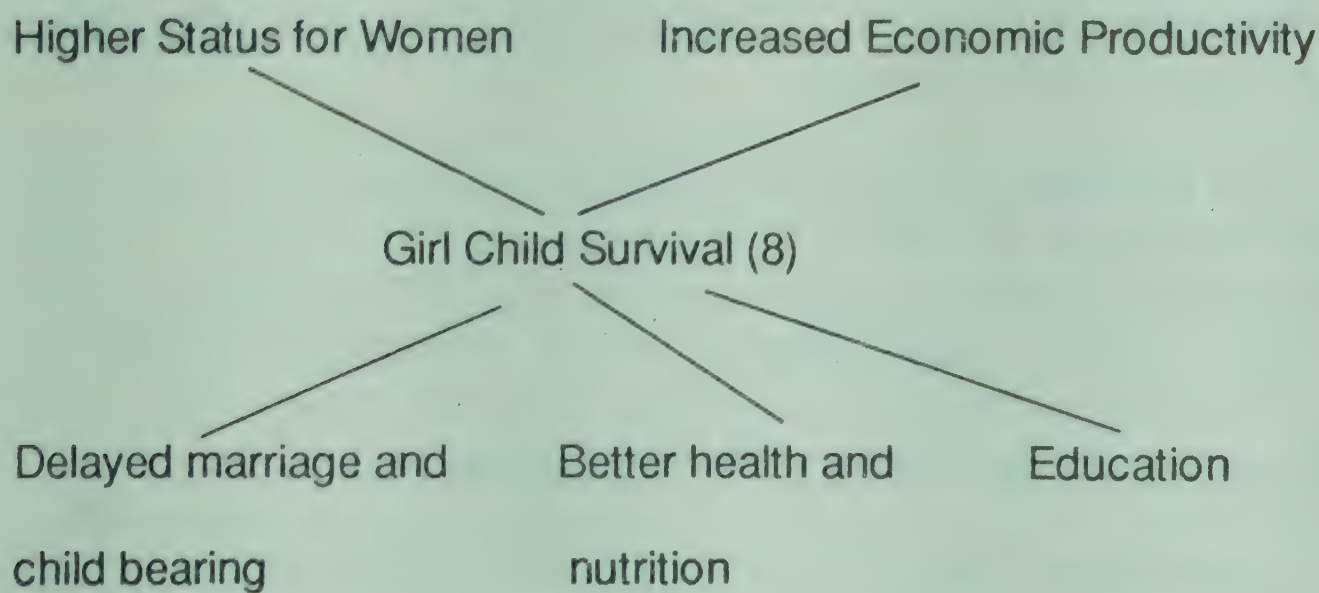 Higher Status for Women
Increased Economic Productivity
Girl Child Survival (8)
Delayed marriage and
child bearing
Better health and
nutrition
Education